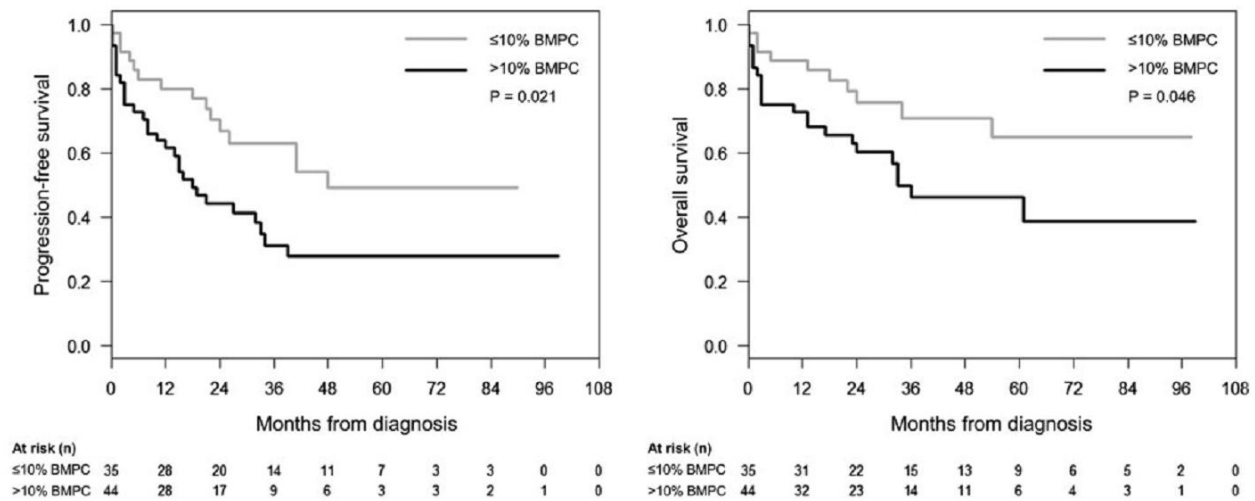 Progression-free survival
1.0
0.8
0.6
0.4
0.2
0.0
≤10% BMPC
>10% BMPC
P = 0.021
0 12 24 36 48 60 72 84 96 108
Months from diagnosis
At risk (n)
≤10% BMPC 35 28 20 14 11 7 3 3 0 0
>10% BMPC 44 28 17 9 6 3 3 2 1 0
Overall survival
1.0
0.8
0.6
0.4
0.2
0.0
≤10% BMPC
>10% BMPC
P = 0.046
0 12 24 36 48 60 72 84 96 108
Months from diagnosis
At risk (n)
≤10% BMPC 35 31 22 15 13 9 6 5 2 0
>10% BMPC 44 32 23 14 11 6 4 3 1 0